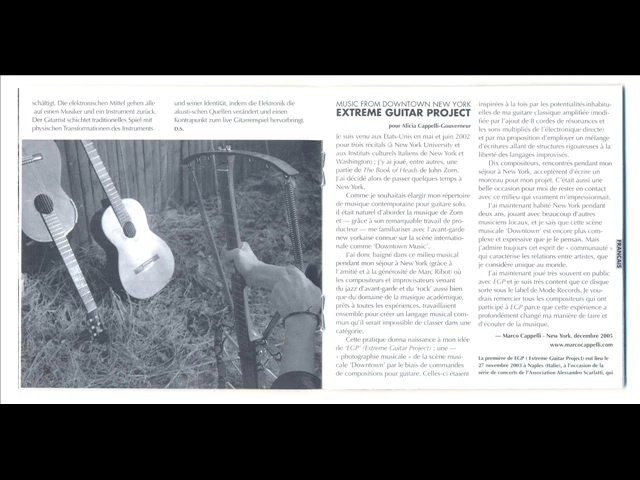 schäftigt. Die elektronischen Mittel gehen alle
auf einen Musiker und ein Instrument zurück.
Der Gitarrist schichtet traditionelles Spiel mit
physischen Transformationen des Instruments
und seiner Identität, indem die Elektronik die
akusti-schen Quellen verändert und einen
Kontrapunkt zum live Gitarrenspiel hervorbringt.
D.S.
MUSIC FROM DOWNTOWN NEW YORK
EXTREME GUITAR PROJECT
pour Alicia Cappelli-Gouverneur
Je suis venu aux Etats-Unis en mai et juin 2002
pour trois récitals (à New York University et
aux Instituts culturels Italiens de New York et
Washington) ; j'y ai joué, entre autres, une
partie de The Book of Heads de John Zorn.
J'ai décidé alors de passer quelques temps à
New York.
Comme je souhaitais élargir mon répertoire
de musique contemporaine pour guitare solo,
il était naturel d'aborder la musique de Zorn
et — grâce à son remarquable travail de pro-
ducteur — me familiariser avec l'avant-garde
new yorkaise connue sur la scène internatio-
nale comme 'Downtown Music'.
J'ai donc baigné dans ce milieu musical
pendant mon séjour à New York (grâce à
l'amitié et à la générosité de Marc Ribot) où
les compositeurs et improvisateurs venant
du jazz d'avant-garde et du 'rock' aussi bien
que du domaine de la musique académique,
prêts à toutes les expériences, travaillaient
ensemble pour créer un langage musical com-
mun qu'il serait impossible de classer dans une
catégorie.
Cette pratique donna naissance à mon idée
de 'EGP' (Extreme Guitar Project) : une —
« photographie musicale » de la scène musi-
cale 'Downtown' par le biais de commandes
de compositions pour guitare. Celles-ci étaient
inspirées à la fois par les potentialités inhabitu-
elles de ma guitare classique amplifiée (modi-
fiée par l'ajout de 8 cordes de résonances et
les sons multiplisés de l'électronique directe)
et par ma proposition d'employer un mélange
d'écritures allant de structures rigoureuses à la
liberté des langages improvisés.
Dix compositeurs, rencontrés pendant mon
séjour à New York, acceptèrent d'écrire un
morceau pour mon projet. C'était aussi une
belle occasion pour moi de rester en contact
avec ce milieu qui vraiment m'impressionnait.
J'ai maintenant habité New York pendant
deux ans, jouant avec beaucoup d'autres
musiciens locaux, et je sais que cette scène
musicale 'Downtown' est encore plus com-
plexe et expressive que je le pensais. Mais
j'admire toujours cet esprit de « communauté »
qui caractérise les relations entre artistes, que
je considère unique au monde.
J'ai maintenant joué très souvent en public
avec EGP et je suis très content que ce disque
sorte sous le label de Mode Records. Je vou-
drais remercier tous les compositeurs qui ont
participé à EGP parce que cette expérience a
profondément changé ma manière de faire et
d'écouter de la musique.
— Marco Cappelli - New York, décembre 2005
www.marcocappelli.com
La première de EGP ( Extreme Guitar Project) eut lieu le
27 novembre 2003 à Naples (Italie), à l'occasion de la
série de concerts de l'Association Alessandro Scarlatti, qui
FRANCAIS